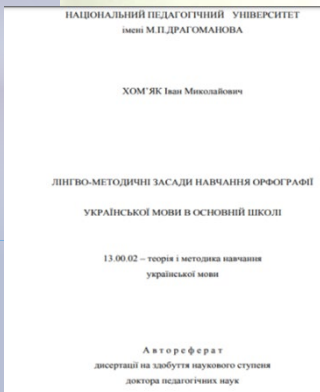 НАЦІОНАЛЬНИЙ ПЕДАГОГІЧНИЙ УНІВЕРСИТЕТ
імені М.П.ДРАГОМАНОВА
ХОМ'ЯК Іван Миколайович
ЛІНГВО-МЕТОДИЧНІ ЗАСАДИ НАВЧАННЯ ОРФОГРАФІЇ
УКРАЇНСЬКОЇ МОВИ В ОСНОВНІЙ ШКОЛІ
13.00.02 – теорія і методика навчання
української мови
Автореферат
дисертації на здобуття наукового ступеня
доктора педагогічних наук